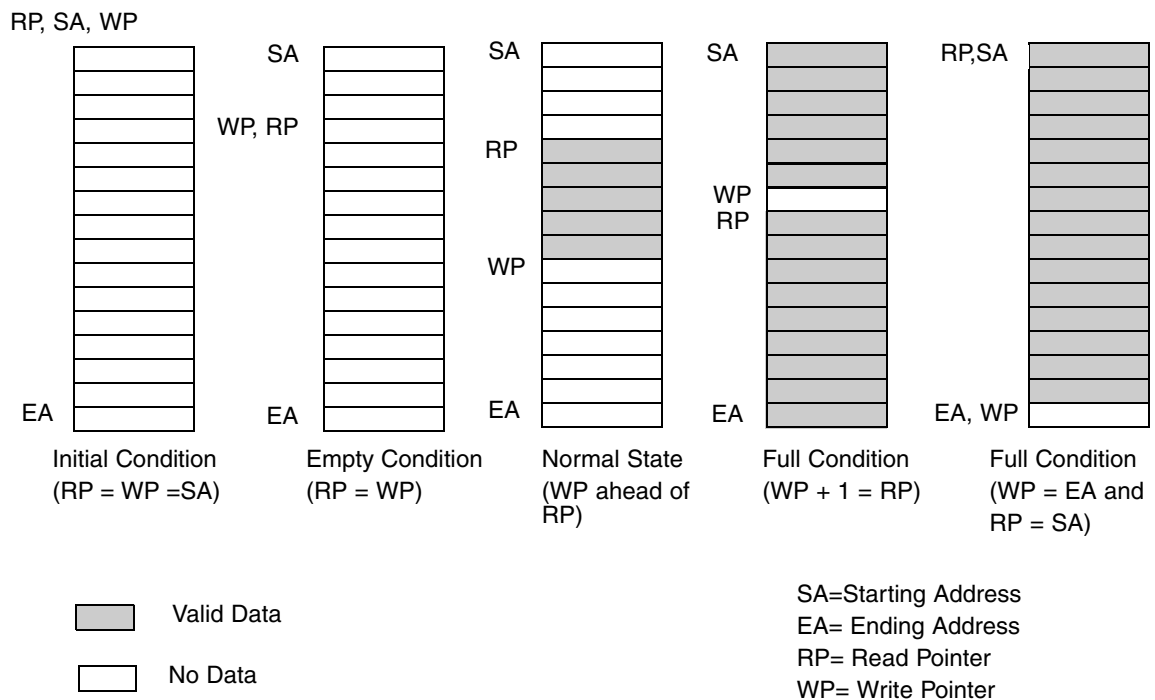 RP, SA, WP
EA
Initial Condition
(RP = WP =SA)
SA
WP, RP
EA
Empty Condition
(RP = WP)
SA
RP
WP
EA
Normal State
(WP ahead of
RP)
SA
WP
RP
EA
Full Condition
(WP + 1 = RP)
RP,SA
EA, WP
Full Condition
(WP = EA and
RP = SA)
Valid Data
No Data
SA=Starting Address
EA= Ending Address
RP= Read Pointer
WP= Write Pointer